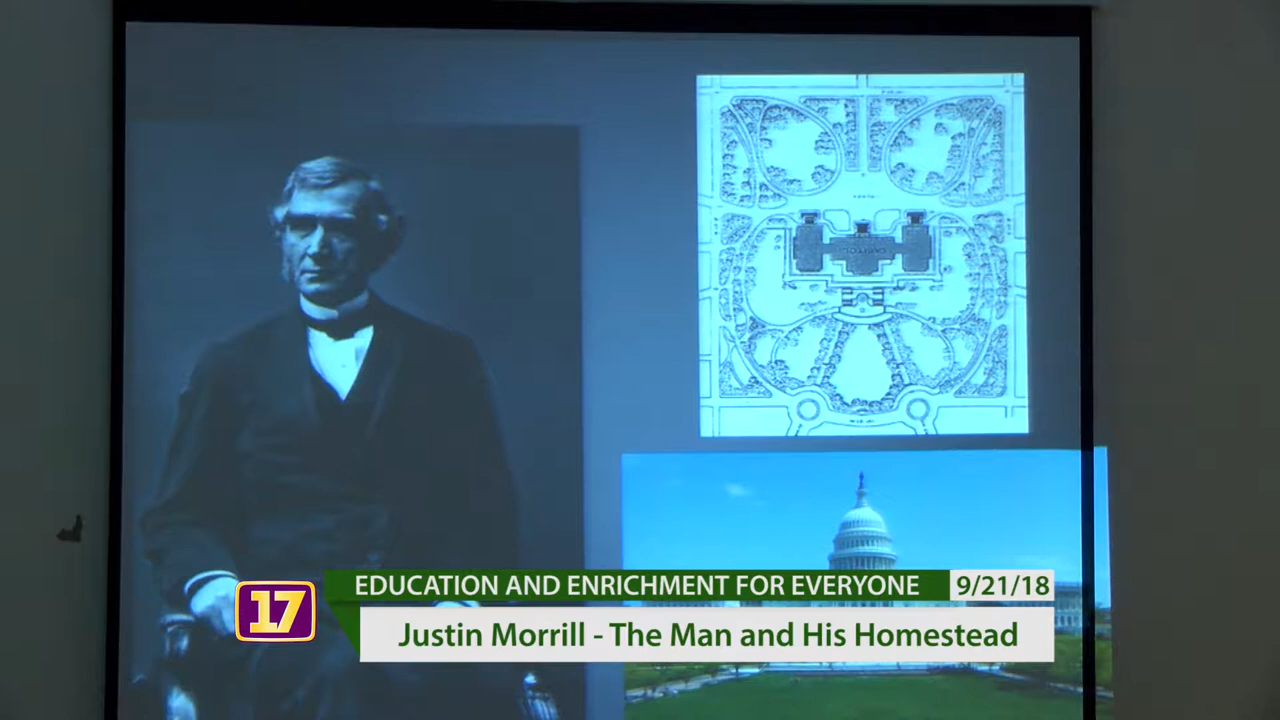 EDUCATION AND ENRICHMENT FOR EVERYONE 9/21/18
17
Justin Morrill - The Man and His Homestead